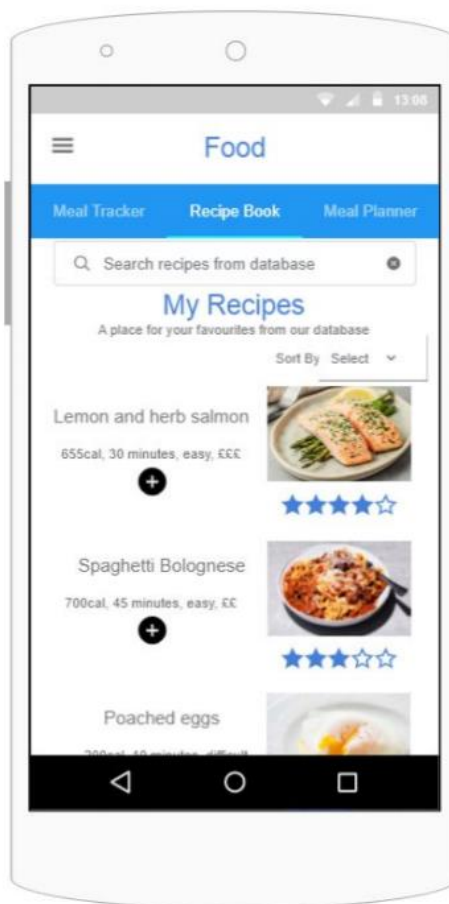 13:08
Food
Meal Tracker Recipe Book Meal Planner
Search recipes from database
My Recipes
A place for your favourites from our database
Sort By Select
Lemon and herb salmon
655cal, 30 minutes, easy, £££
Spaghetti Bolognese
700cal, 45 minutes, easy, ££
Poached eggs
minutes, difficult